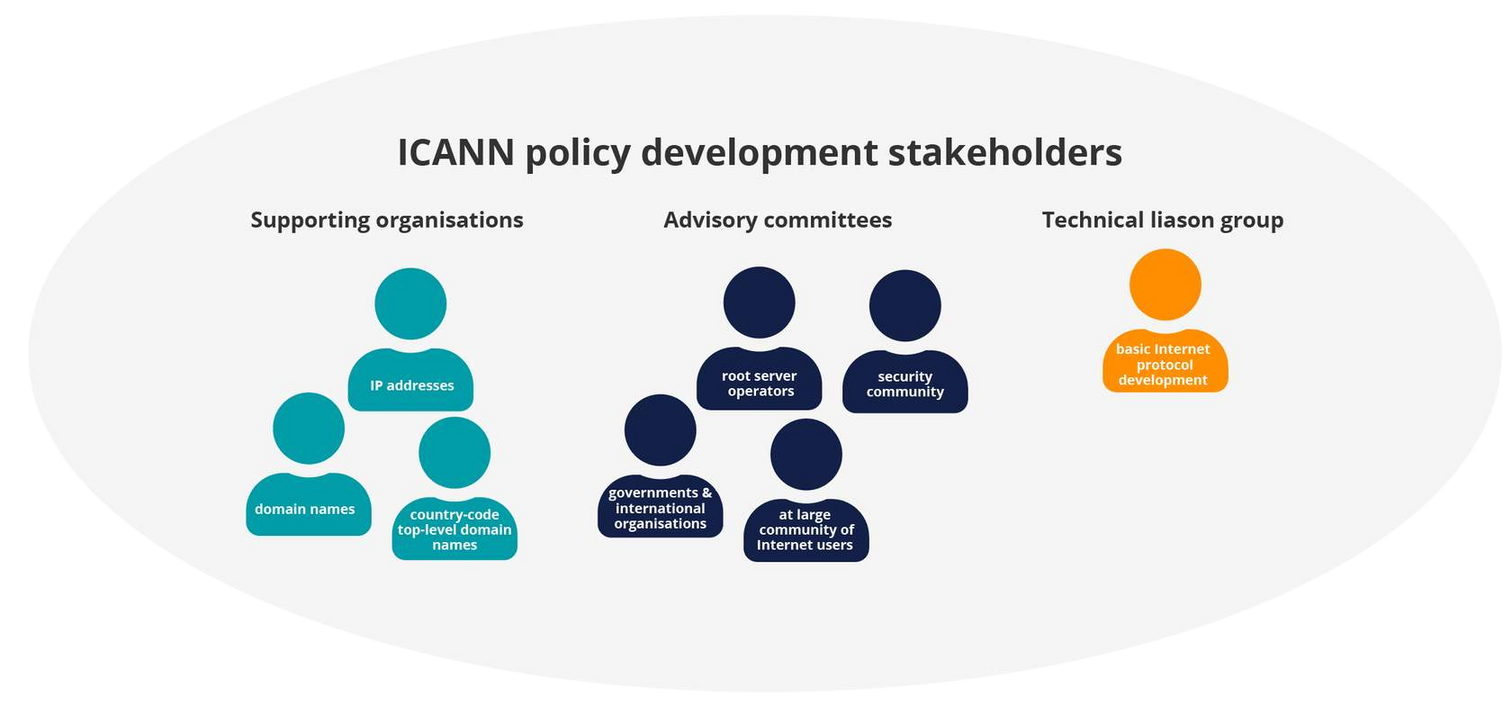 ICANN policy development stakeholders
Supporting organisations
IP addresses
domain names
country-code
top-level domain
names
Advisory committees
root server
operators
security
community
governments &
international
organisations
at large
community of
Internet users
Technical liason group
basic Internet
protocol
development